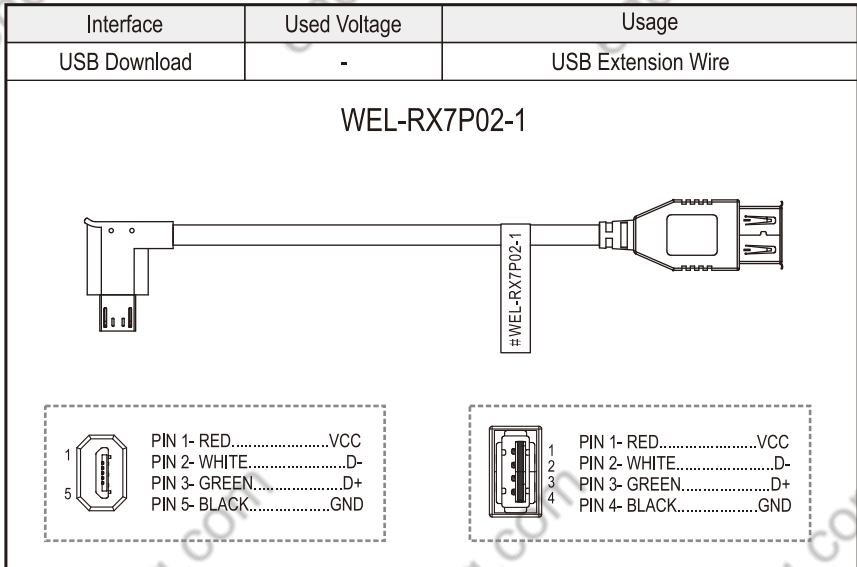 Interface Used Voltage Usage
USB Download - USB Extension Wire
WEL-RX7P02-1
#WEL-RX7P02-1
1
5
PIN 1- RED......................VCC
PIN 2- WHITE......................D-
PIN 3- GREEN....................D+
PIN 5- BLACK..................GND
1
2
3
4
PIN 1- RED......................VCC
PIN 2- WHITE......................D-
PIN 3- GREEN....................D+
PIN 4- BLACK..................GND